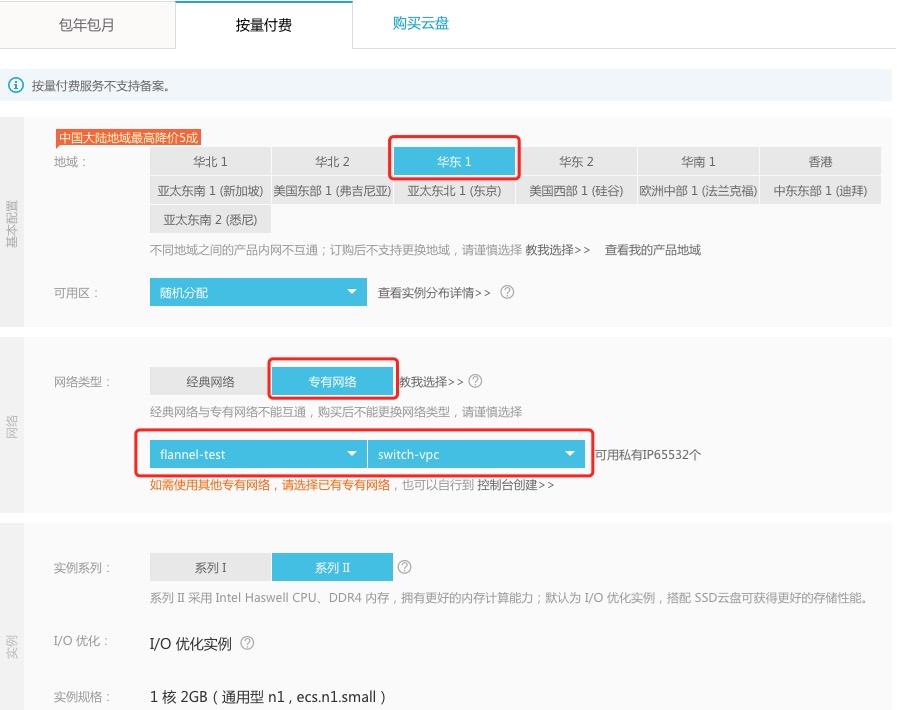 包年包月 按量付费 购买云盘
按量付费服务不支持备案。
中国大陆地域最高降价5成
地域： 华北 1 华北 2 华东 1 华东 2 华南 1 香港
亚太东南 1 (新加坡) 美国东部 1 (弗吉尼亚) 亚太东北 1 (东京) 美国西部 1 (硅谷) 欧洲中部 1 (法兰克福) 中东东部 1 (迪拜)
亚太东南 2 (悉尼)
基本配置
不同地域之间的产品内网不互通；订购后不支持更换地域，请谨慎选择 教我选择>> 查看我的产品地域
可用区： 随机分配 查看实例分布详情>> ?
网络类型： 经典网络 专有网络 教我选择>> ?
经典网络与专有网络不能互通，购买后不能更换网络类型，请谨慎选择
网络
flannel-test switch-vpc 可用私有IP65532个
如需使用其他专有网络，请选择已有专有网络，也可以自行到 控制台创建>>
实例系列： 系列 I 系列 II ?
系列 II 采用 Intel Haswell CPU、DDR4 内存，拥有更好的内存计算能力；默认为 I/O 优化实例，搭配 SSD云盘可获得更好的存储性能。
实例
I/O 优化： I/O 优化实例 ?
实例规格： 1 核 2GB ( 通用型 n1 , ecs.n1.small )